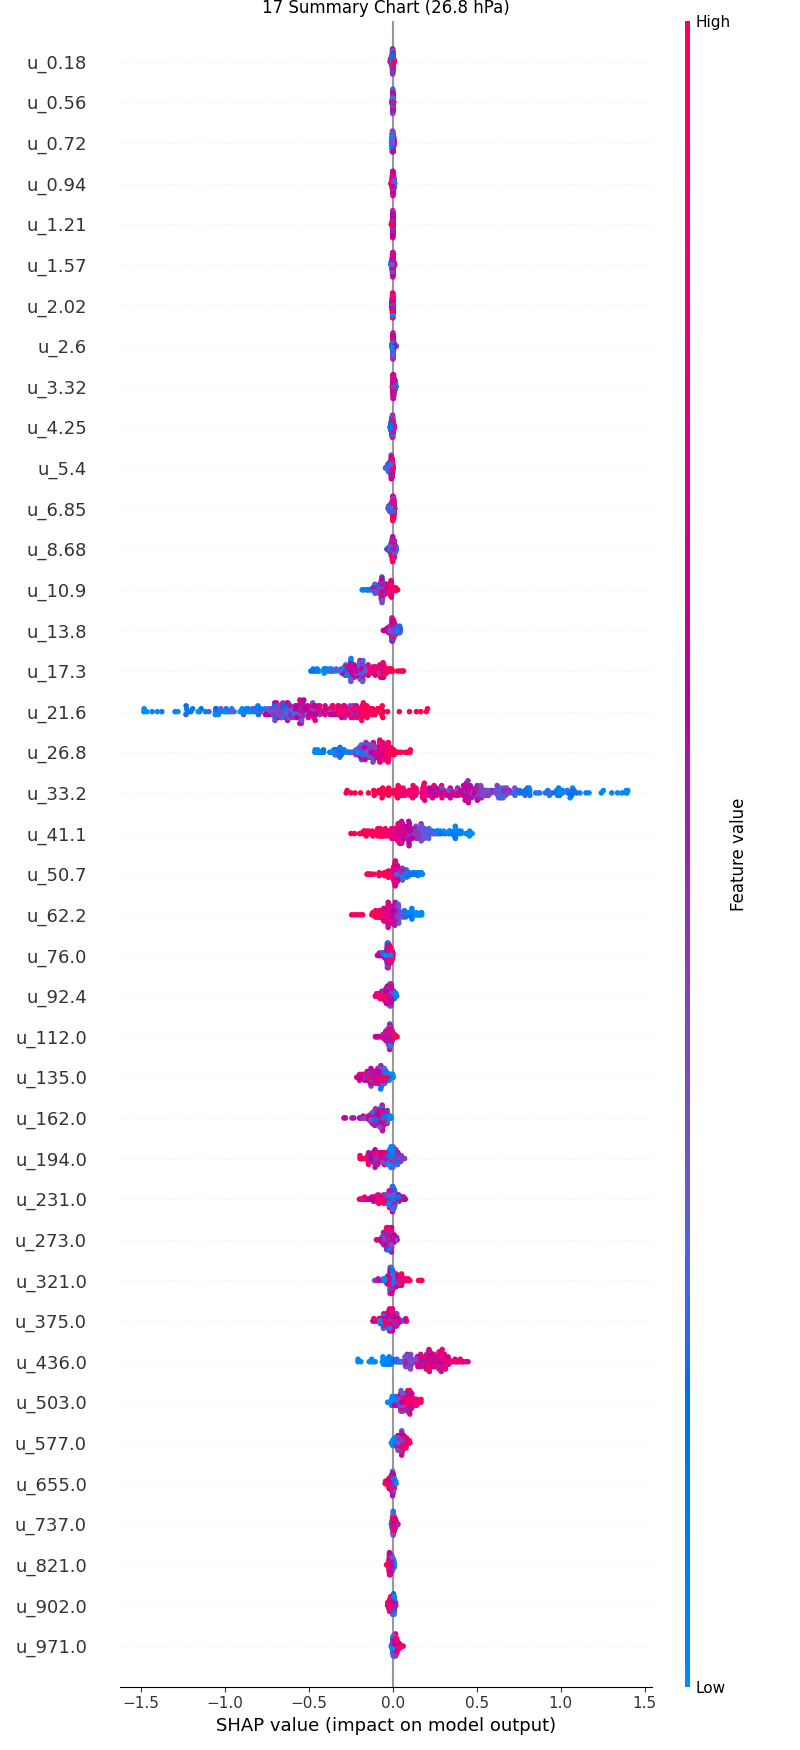 17 Summary Chart (26.8 hPa)
High
u_0.18
u_0.56
u_0.72
u_0.94
u_1.21
u_1.57
u_2.02
u_2.6
u_3.32
u_4.25
u_5.4
u_6.85
u_8.68
u_10.9
u_13.8
u_17.3
u_21.6
u_26.8
u_33.2
u_41.1
u_50.7
u_62.2
u_76.0
u_92.4
u_112.0
u_135.0
u_162.0
u_194.0
u_231.0
u_273.0
u_321.0
u_375.0
u_436.0
u_503.0
u_577.0
u_655.0
u_737.0
u_821.0
u_902.0
u_971.0
Feature value
Low
−1.5 −1.0 −0.5 0.0 0.5 1.0 1.5
SHAP value (impact on model output)